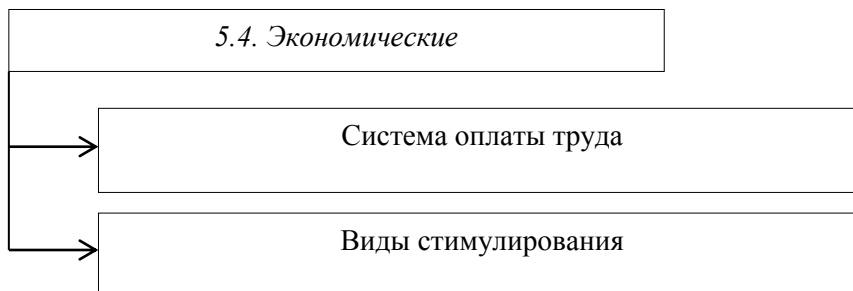 5.4. Экономические
Система оплаты труда
Виды стимулирования